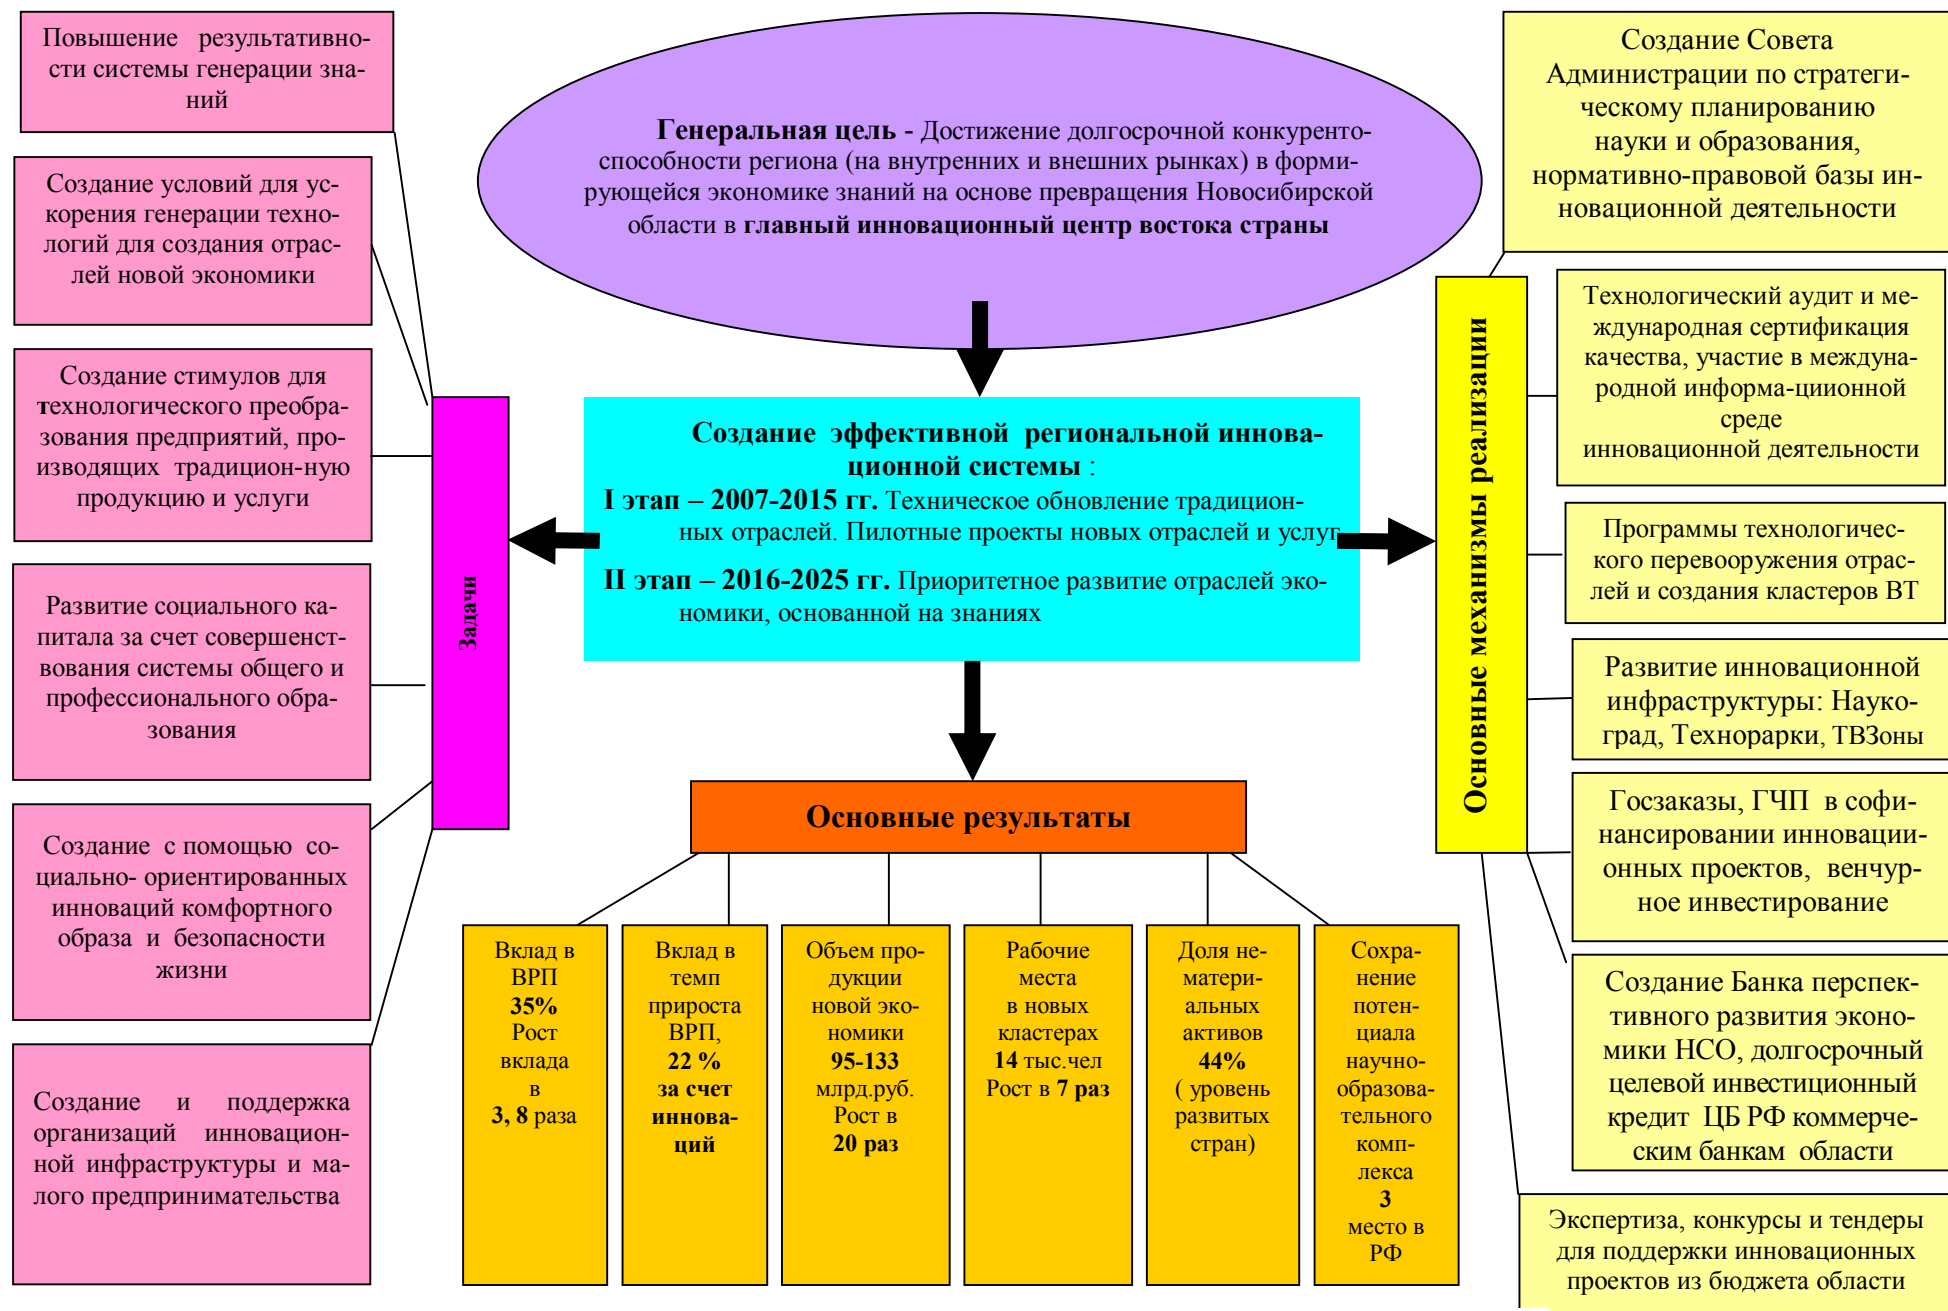 Повышение результативно-
сти системы генерации зна-
ний
Создание условий для ус-
корения генерации техно-
логий для создания отрас-
лей новой экономики
Создание стимулов для
технологического преобра-
зования предприятий, про-
изводящих традицион-ную
продукцию и услуги
Развитие социального ка-
питала за счет совершенст-
вования системы общего и
профессионального обра-
зования
Создание с помощью со-
циально- ориентированных
инноваций комфортного
образа и безопасности
жизни
Создание и поддержка
организаций инновацион-
ной инфраструктуры и ма-
лого предпринимательства
Задачи
Генеральная цель - Достижение долгосрочной конкуренто-
способности региона (на внутренних и внешних рынках) в форми-
рующейся экономике знаний на основе превращения Новосибирской
области в главный инновационный центр востока страны
Создание эффективной региональной иннова-
ционной системы :
I этап – 2007-2015 гг. Техническое обновление традицион-
ных отраслей. Пилотные проекты новых отраслей и услуг
II этап – 2016-2025 гг. Приоритетное развитие отраслей эко-
номики, основанной на знаниях
Основные результаты
Вклад в
ВРП
35%
Рост
вклада
в
3, 8 раза
Вклад в
темп
прироста
ВРП,
22 %
за счет
иннова-
ций
Объем про-
дукции
новой эко-
номики
95-133
млрд.руб.
Рост в
20 раз
Рабочие
места
в новых
кластерах
14 тыс.чел
Рост в 7 раз
Доля не-
матери-
альных
активов
44%
( уровень
развитых
стран)
Сохра-
нение
потен-
циала
научно-
образова-
тельного
комп-
лекса
3
место в
РФ
Основные механизмы реализации
Создание Совета
Администрации по стратеги-
ческому планированию
науки и образования,
нормативно-правовой базы ин-
новационной деятельности
Технологический аудит и ме-
ждународная сертификация
качества, участие в междуна-
родной информа-циионной
среде
инновационной деятельности
Программы технологичес-
кого перевооружения отрас-
лей и создания кластеров ВТ
Развитие инновационной
инфраструктуры: Науко-
град, Технорарки, ТВЗоны
Госзаказы, ГЧП в софи-
нансировании инноваци-
онных проектов, венчур-
ное инвестирование
Создание Банка перспек-
тивного развития эконо-
мики НСО, долгосрочный
целевой инвестиционный
кредит ЦБ РФ коммерче-
ским банкам области
Экспертиза, конкурсы и тендеры
для поддержки инновационных
проектов из бюджета области